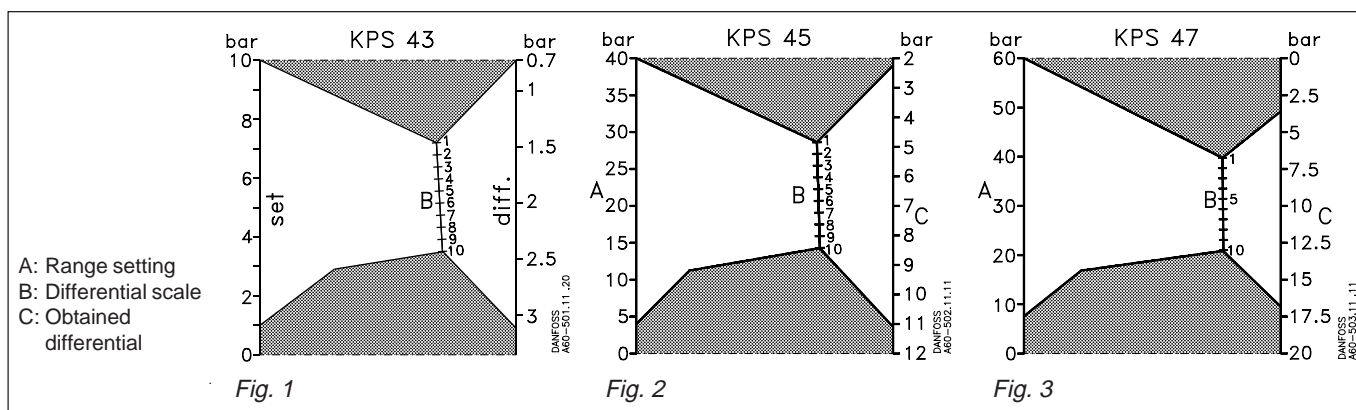 bar KPS 43 bar
10
8
6
4
2
0
set
B
1
2
3
4
5
6
7
8
9
10
diff.
0.7
1
1.5
2
2.5
3
DANFOSS
A60-501.11.20
Fig. 1
bar KPS 45 bar
40
35
30
25
20
15
10
5
0
A
B
1
2
3
4
5
6
7
8
9
10
C
2
3
4
5
6
7
8
9
10
11
12
DANFOSS
A60-502.11.11
Fig. 2
bar KPS 47 bar
60
50
40
30
20
10
0
A
B
1
5
10
C
0
2.5
5
7.5
10
12.5
15
17.5
20
DANFOSS
A60-503.11.11
Fig. 3
A: Range setting
B: Differential scale
C: Obtained
differential